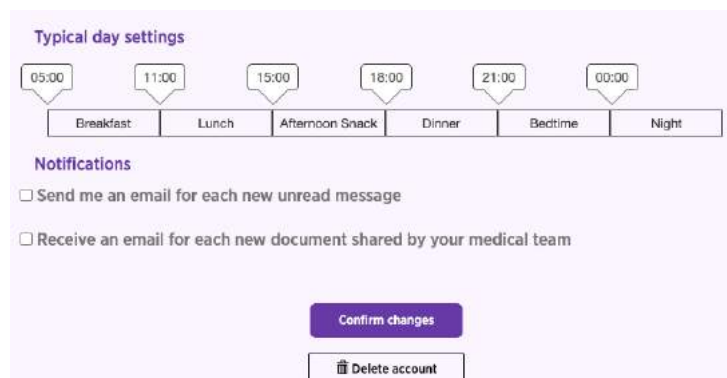 Typical day settings
05:00 11:00 15:00 18:00 21:00 00:00
Breakfast Lunch Afternoon Snack Dinner Bedtime Night
Notifications
Send me an email for each new unread message
Receive an email for each new document shared by your medical team
Confirm changes
Delete account